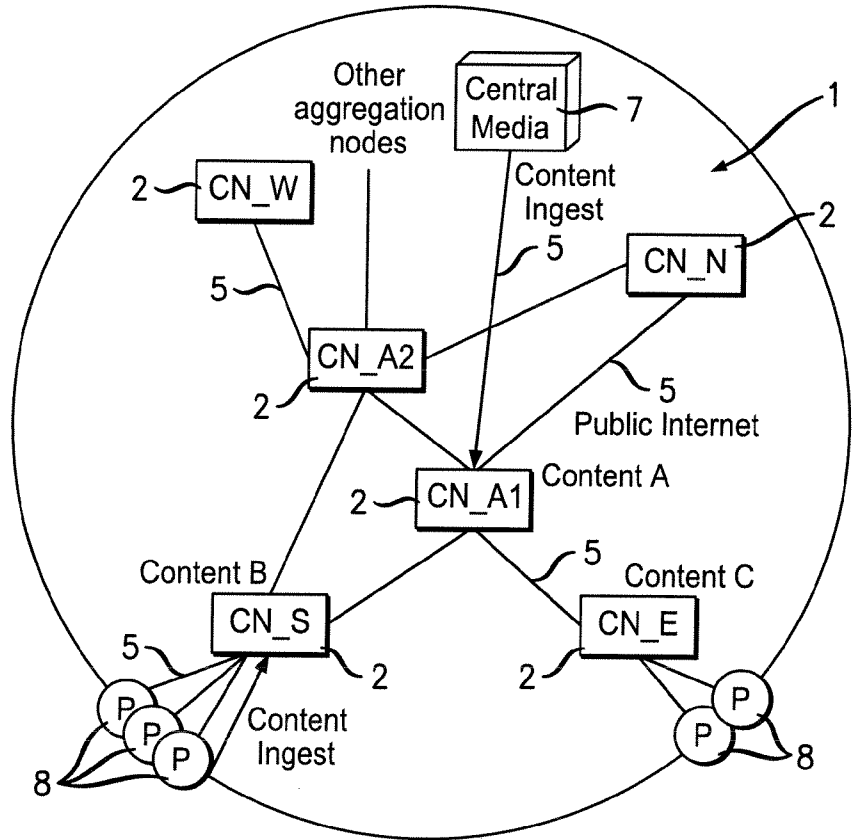 Other
aggregation
nodes
Central
Media
7
1
2
CN_W
Content
Ingest
2
CN_N
5
5
CN_A2
2
5
Public Internet
Content A
2
CN_A1
5
Content B
Content C
CN_S
CN_E
5
2
2
P
P
P
Content
Ingest
P
P
8
8